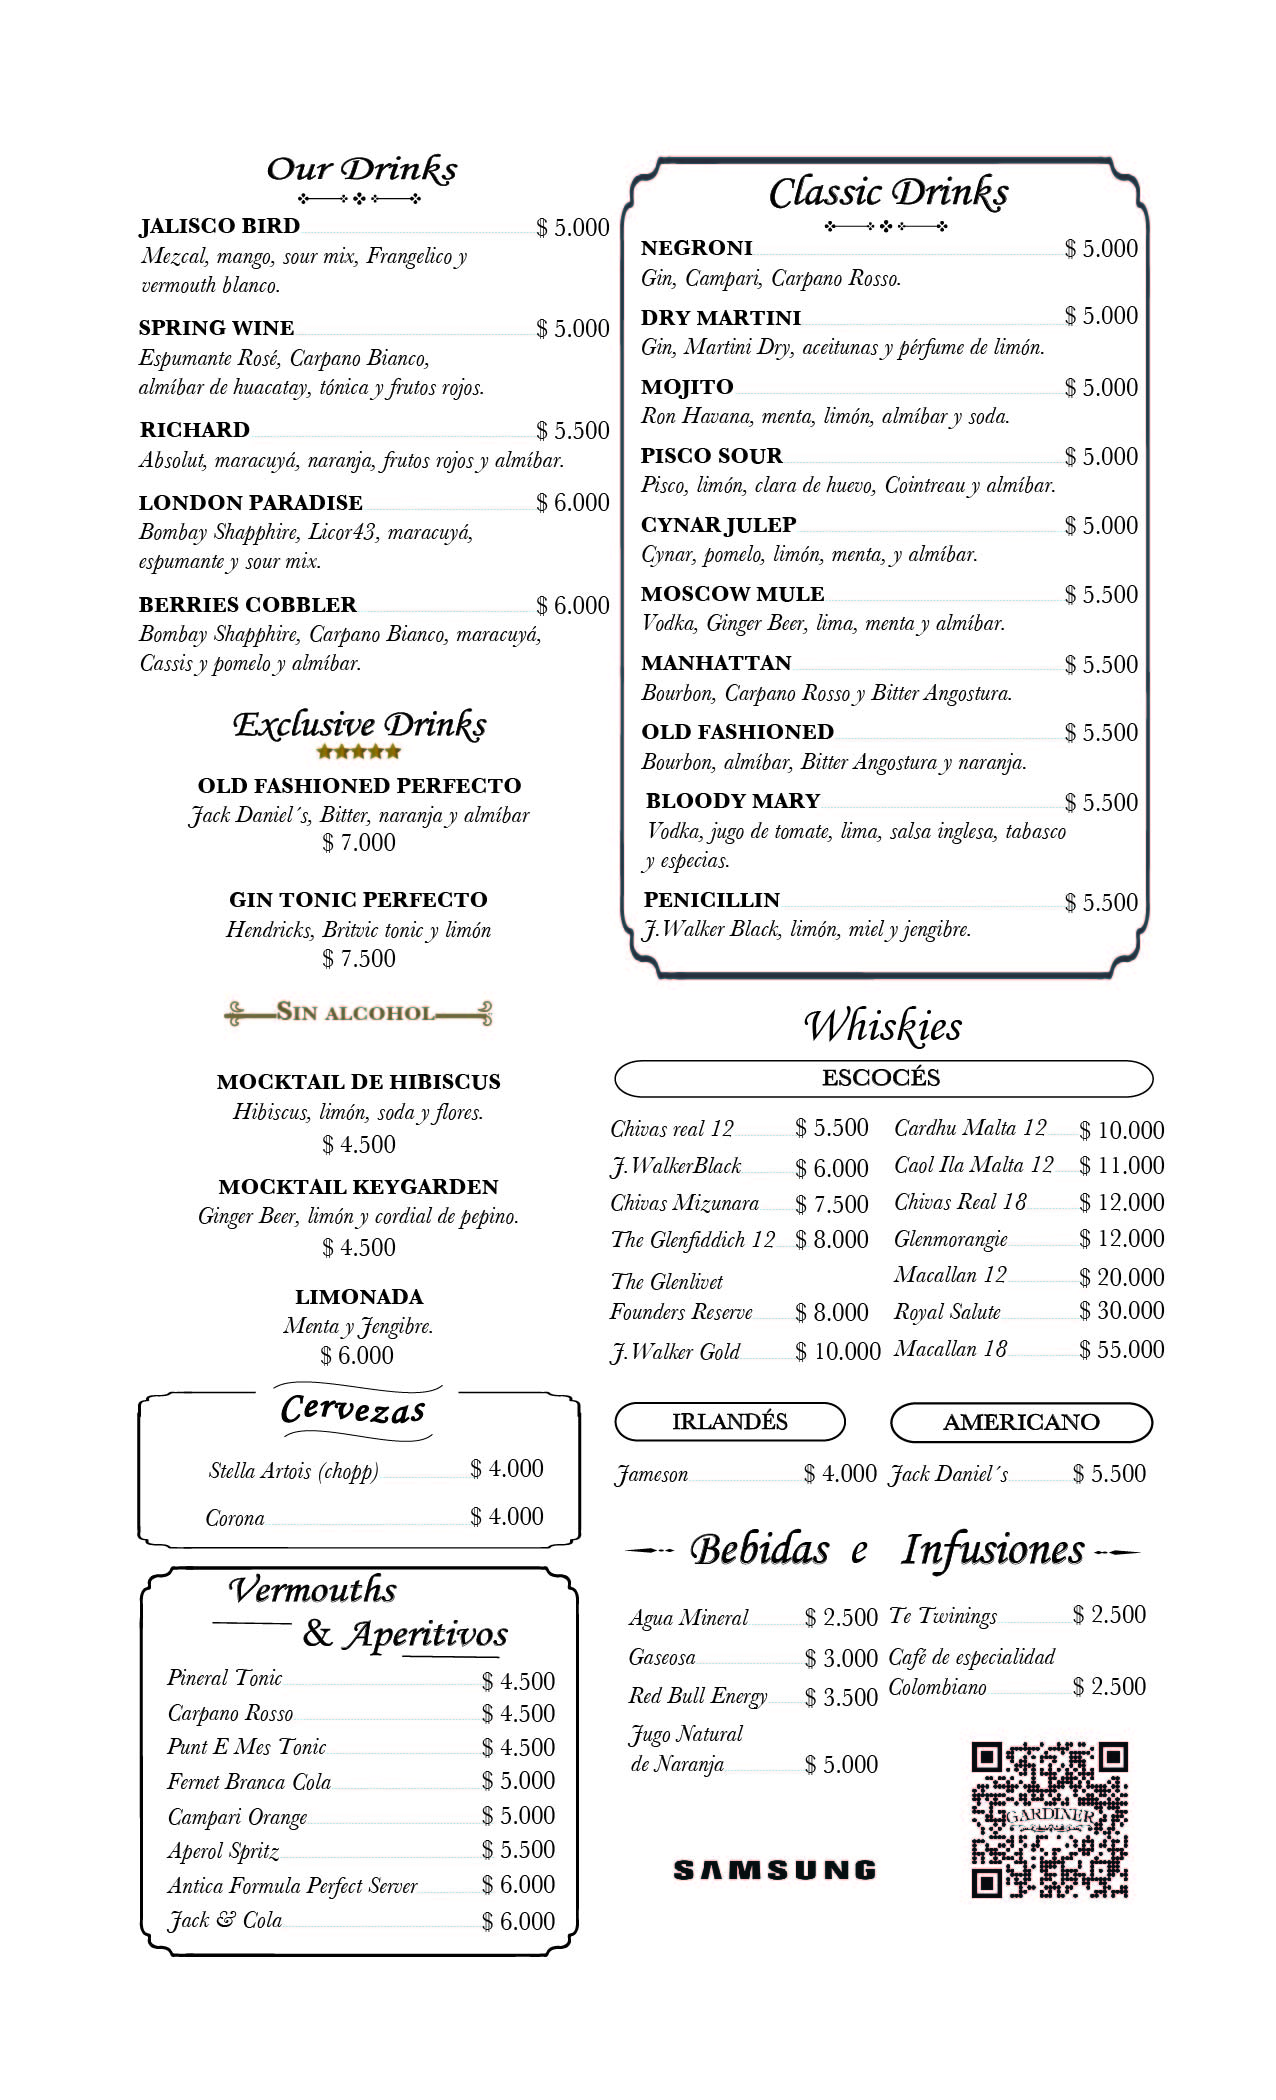 Our Drinks
JALISCO BIRD $ 5.000
Mezcal, mango, sour mix, Frangelico y
vermouth blanco.
SPRING WINE $ 5.000
Espumante Rosé, Carpano Bianco,
almíbar de huacatay, tónica y frutos rojos.
RICHARD $ 5.500
Absolut, maracuyá, naranja, frutos rojos y almíbar.
LONDON PARADISE $ 6.000
Bombay Shapphire, Licor43, maracuyá,
espumante y sour mix.
BERRIES COBBLER $ 6.000
Bombay Shapphire, Carpano Bianco, maracuyá,
Cassis y pomelo y almíbar.
Exclusive Drinks
OLD FASHIONED PERFECTO
Jack Daniel´s, Bitter, naranja y almíbar
$ 7.000
GIN TONIC PERFECTO
Hendricks, Britvic tonic y limón
$ 7.500
SIN ALCOHOL
MOCKTAIL DE HIBISCUS
Hibiscus, limón, soda y flores.
$ 4.500
MOCKTAIL KEYGARDEN
Ginger Beer, limón y cordial de pepino.
$ 4.500
LIMONADA
Menta y Jengibre.
$ 6.000
Cervezas
Stella Artois (chopp) $ 4.000
Corona $ 4.000
Vermouths
& Aperitivos
Pineral Tonic $ 4.500
Carpano Rosso $ 4.500
Punt E Mes Tonic $ 4.500
Fernet Branca Cola $ 5.000
Campari Orange $ 5.000
Aperol Spritz $ 5.500
Antica Formula Perfect Server $ 6.000
Jack & Cola $ 6.000
Classic Drinks
NEGRONI $ 5.000
Gin, Campari, Carpano Rosso.
DRY MARTINI $ 5.000
Gin, Martini Dry, aceitunas y pérfume de limón.
MOJITO $ 5.000
Ron Havana, menta, limón, almíbar y soda.
PISCO SOUR $ 5.000
Pisco, limón, clara de huevo, Cointreau y almíbar.
CYNAR JULEP $ 5.000
Cynar, pomelo, limón, menta, y almíbar.
MOSCOW MULE $ 5.500
Vodka, Ginger Beer, lima, menta y almíbar.
MANHATTAN $ 5.500
Bourbon, Carpano Rosso y Bitter Angostura.
OLD FASHIONED $ 5.500
Bourbon, almíbar, Bitter Angostura y naranja.
BLOODY MARY $ 5.500
Vodka, jugo de tomate, lima, salsa inglesa, tabasco
y especias.
PENICILLIN $ 5.500
J.Walker Black, limón, miel y jengibre.
Whiskies
ESCOCÉS
Chivas real 12 $ 5.500
J.WalkerBlack $ 6.000
Chivas Mizunara $ 7.500
The Glenfiddich 12 $ 8.000
The Glenlivet
Founders Reserve $ 8.000
J.Walker Gold $ 10.000
Cardhu Malta 12 $ 10.000
Caol Ila Malta 12 $ 11.000
Chivas Real 18 $ 12.000
Glenmorangie $ 12.000
Macallan 12 $ 20.000
Royal Salute $ 30.000
Macallan 18 $ 55.000
IRLANDÉS
Jameson $ 4.000
AMERICANO
Jack Daniel´s $ 5.500
Bebidas e Infusiones
Agua Mineral $ 2.500
Gaseosa $ 3.000
Red Bull Energy $ 3.500
Jugo Natural
de Naranja $ 5.000
Te Twinings $ 2.500
Café de especialidad
Colombiano $ 2.500
GARDINER
SAMSUNG